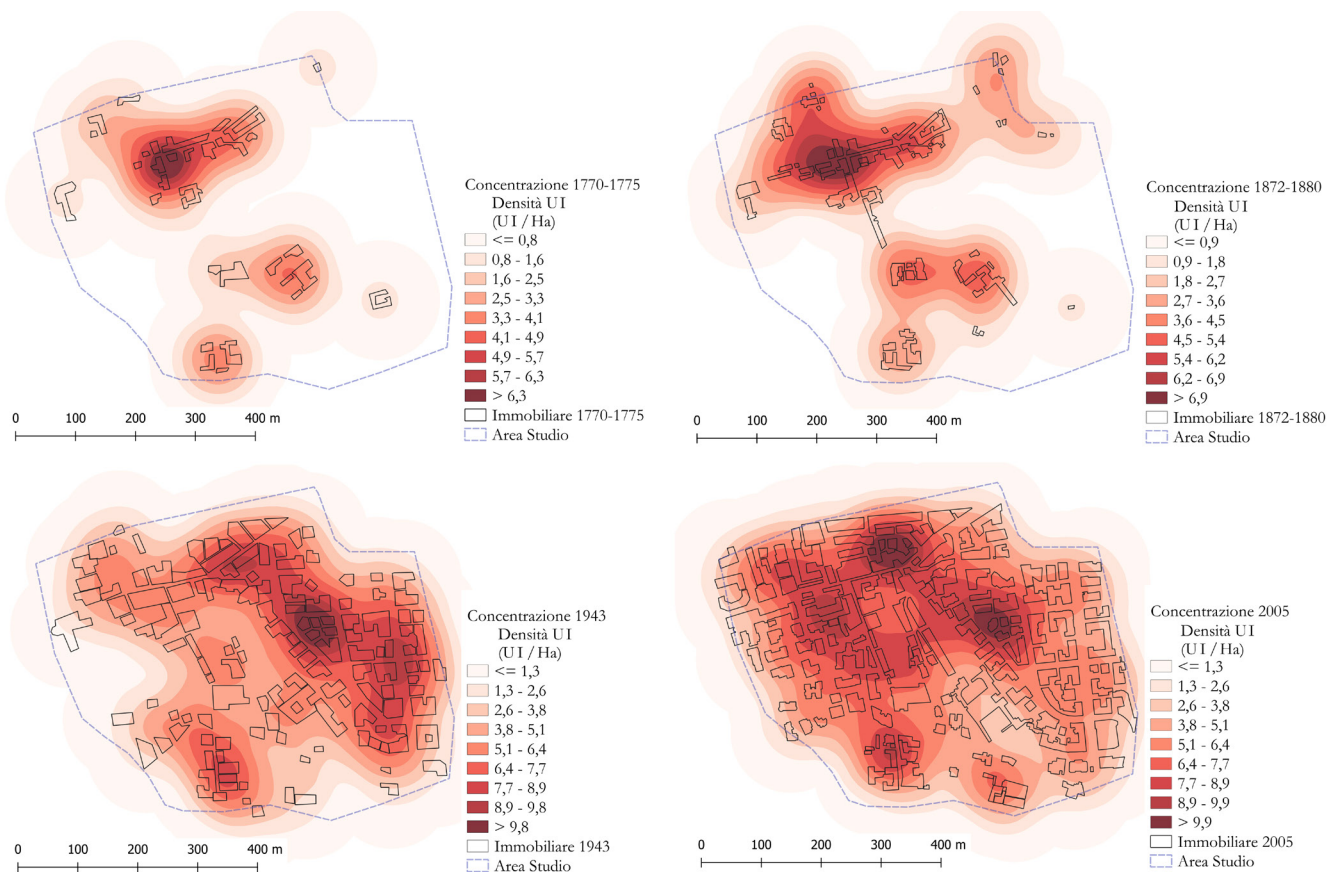 Concentrazione 1770-1775
Densità U I
(U I / Ha)
<= 0,8
0,8 - 1,6
1,6 - 2,5
2,5 - 3,3
3,3 - 4,1
4,1 - 4,9
4,9 - 5,7
5,7 - 6,3
> 6,3
Immobiliare 1770-1775
Area Studio
0 100 200 300 400 m
Concentrazione 1872-1880
Densità U I
(U I / Ha)
<= 0,9
0,9 - 1,8
1,8 - 2,7
2,7 - 3,6
3,6 - 4,5
4,5 - 5,4
5,4 - 6,2
6,2 - 6,9
> 6,9
Immobiliare 1872-1880
Area Studio
0 100 200 300 400 m
Concentrazione 1943
Densità U I
(U I / Ha)
<= 1,3
1,3 - 2,6
2,6 - 3,8
3,8 - 5,1
5,1 - 6,4
6,4 - 7,7
7,7 - 8,9
8,9 - 9,8
> 9,8
Immobiliare 1943
Area Studio
0 100 200 300 400 m
Concentrazione 2005
Densità U I
(U I / Ha)
<= 1,3
1,3 - 2,6
2,6 - 3,8
3,8 - 5,1
5,1 - 6,4
6,4 - 7,7
7,7 - 8,9
8,9 - 9,9
> 9,9
Immobiliare 2005
Area Studio
0 100 200 300 400 m